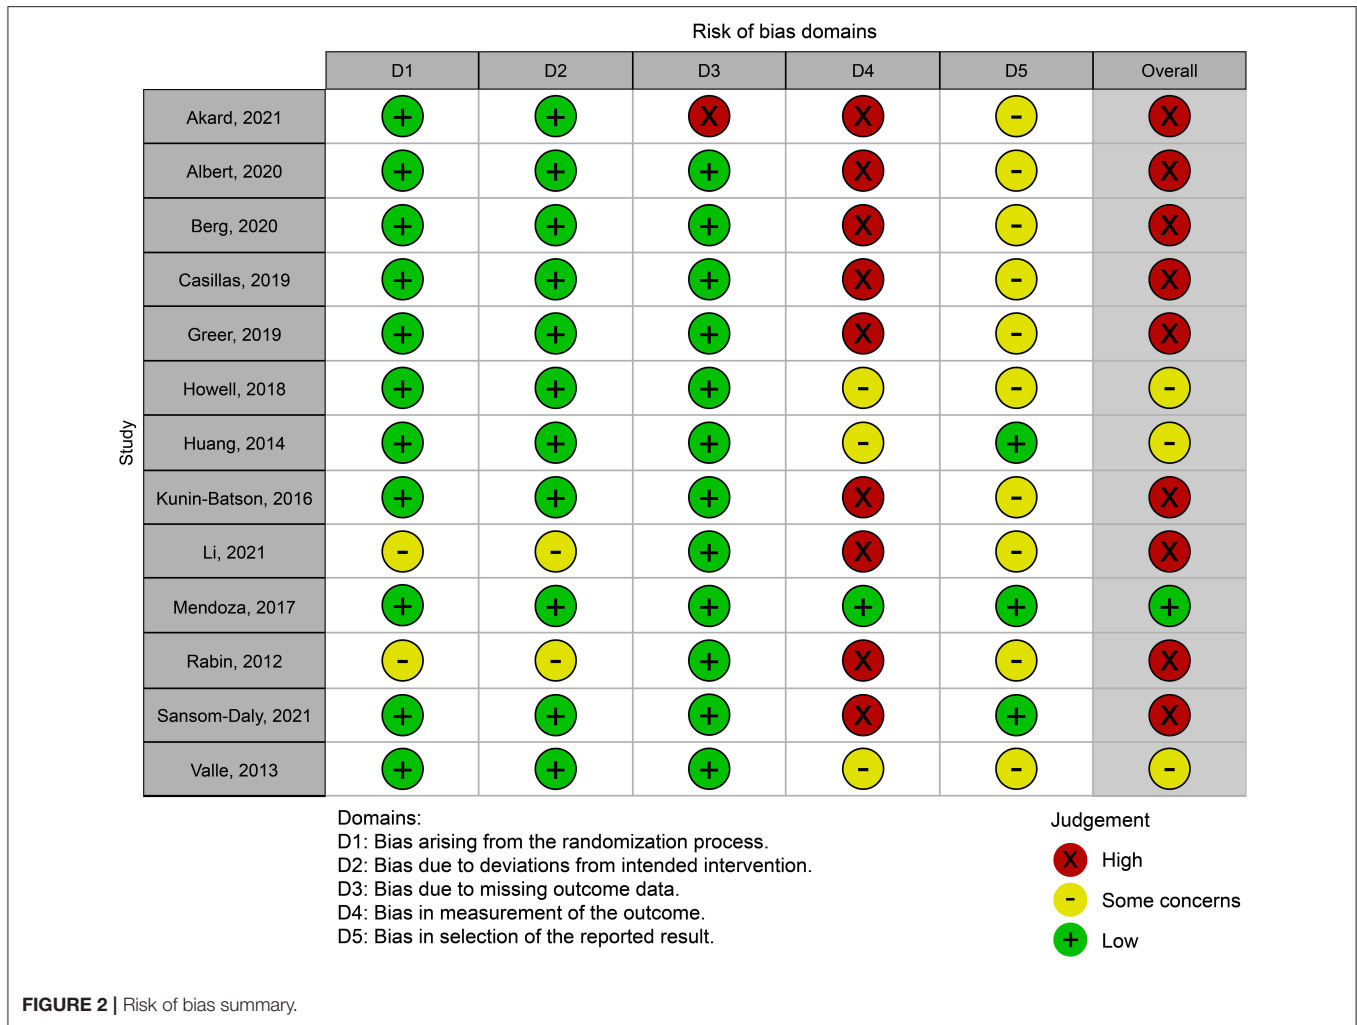 Risk of bias domains
D1 D2 D3 D4 D5 Overall
Study
Akard, 2021 + + X X - X
Albert, 2020 + + + X - X
Berg, 2020 + + + X - X
Casillas, 2019 + + + X - X
Greer, 2019 + + + X - X
Howell, 2018 + + + - - -
Huang, 2014 + + + - + -
Kunin-Batson, 2016 + + + X - X
Li, 2021 - - + X - X
Mendoza, 2017 + + + + + +
Rabin, 2012 - - + X - X
Sansom-Daly, 2021 + + + X + X
Valle, 2013 + + + - - -
Domains:
D1: Bias arising from the randomization process.
D2: Bias due to deviations from intended intervention.
D3: Bias due to missing outcome data.
D4: Bias in measurement of the outcome.
D5: Bias in selection of the reported result.
Judgement
X High
- Some concerns
+ Low
FIGURE 2 | Risk of bias summary.